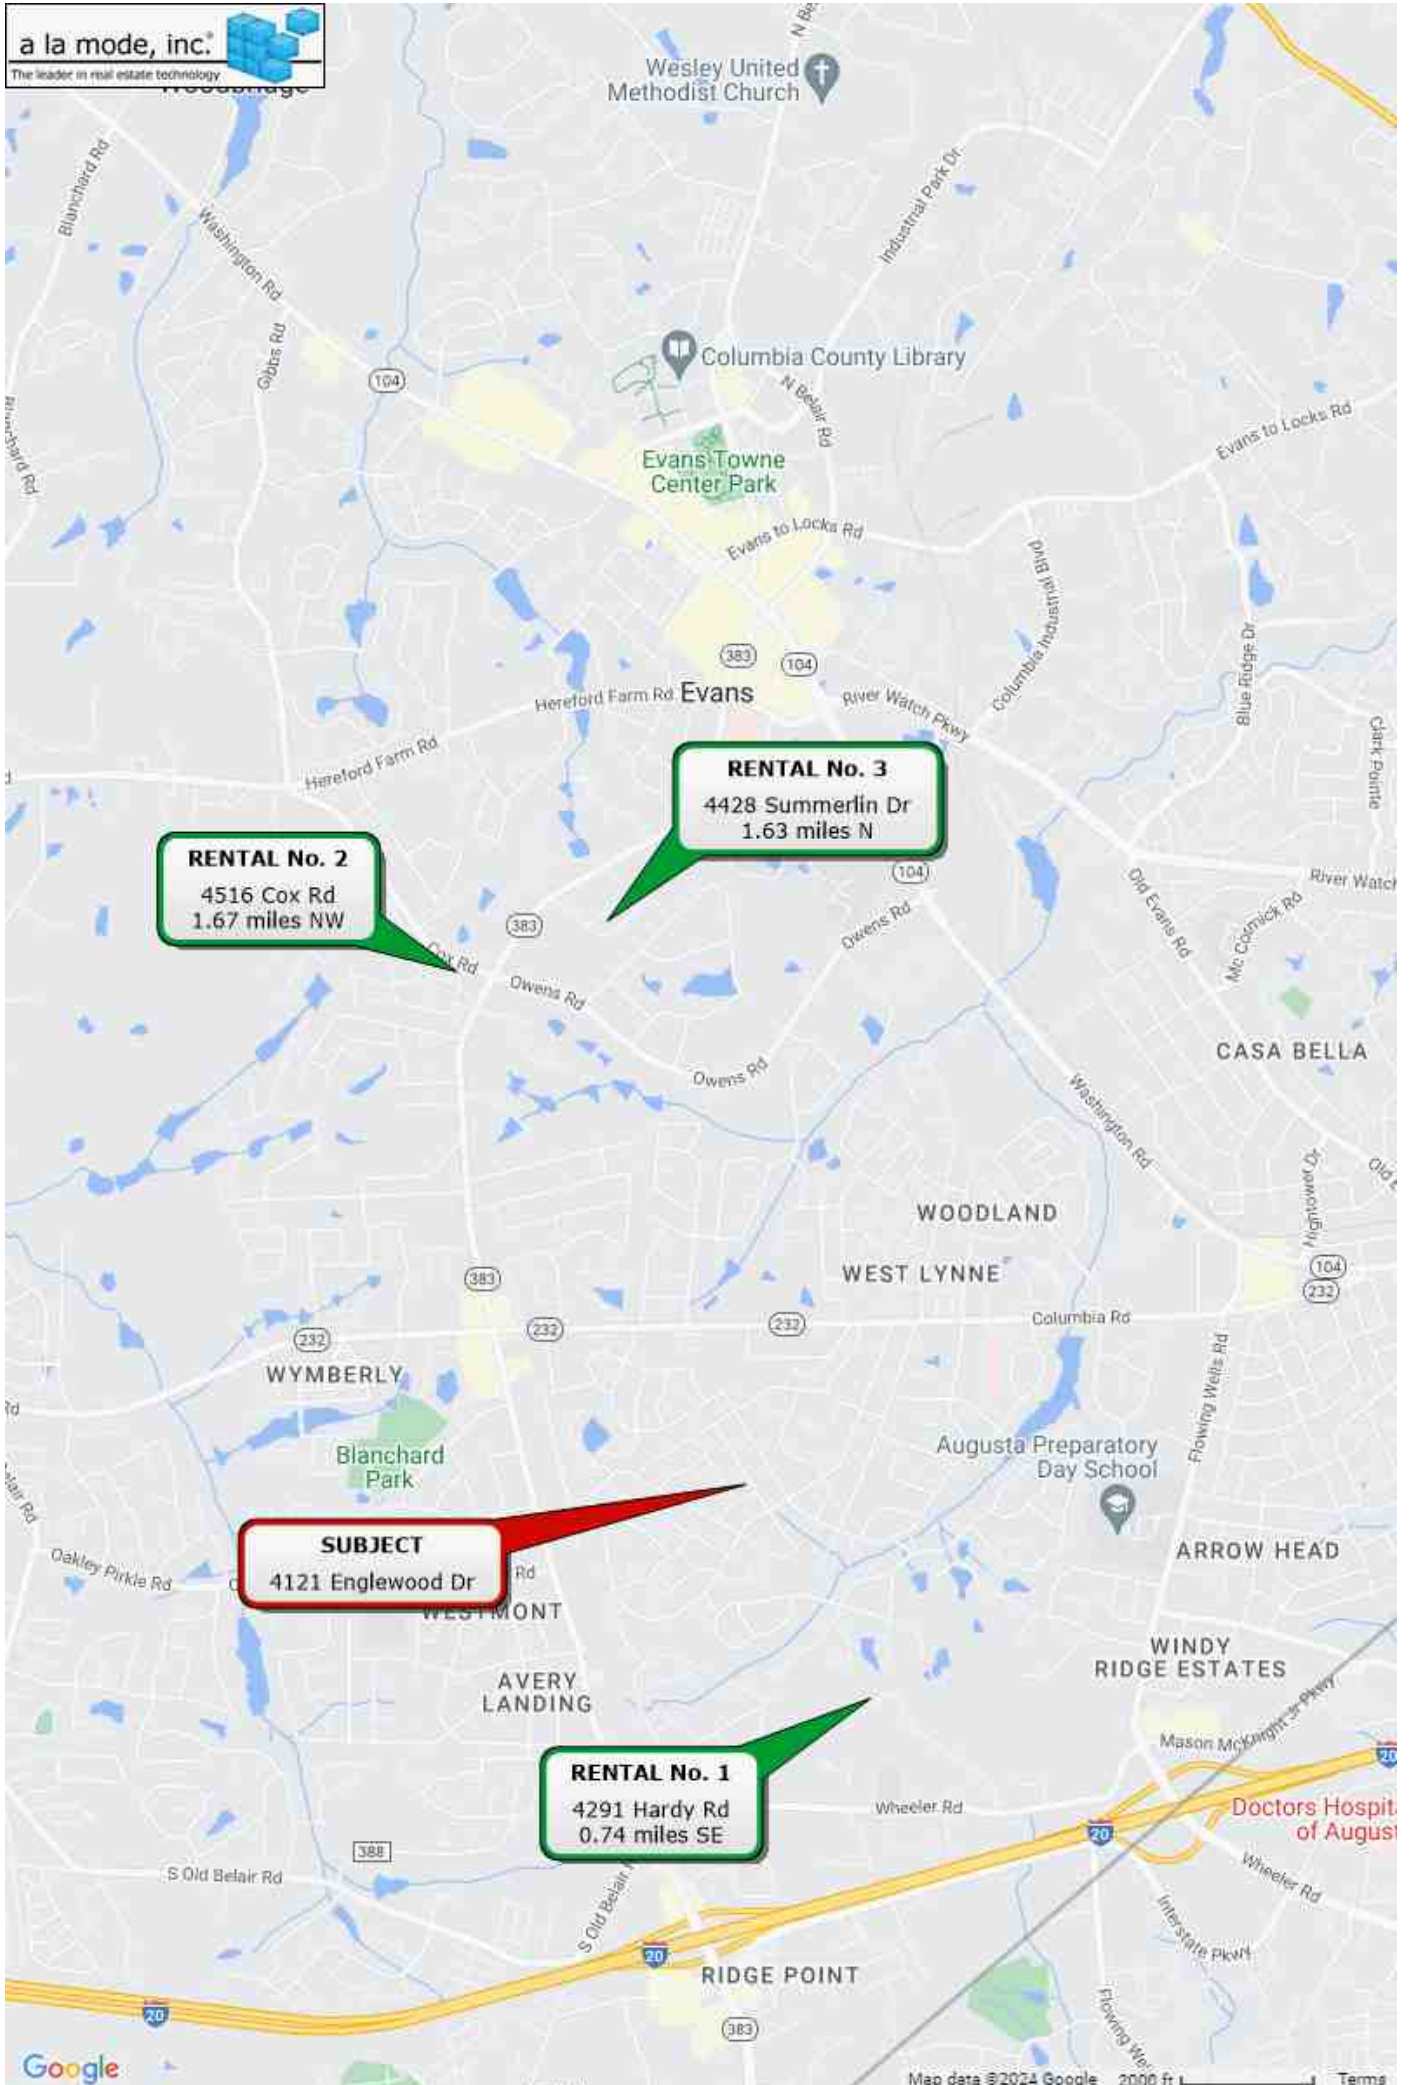 a la mode, inc.
The leader in real estate technology
Woodbridge
Wesley United
Methodist Church
Blanchard Rd
Washington Rd
Industrial Park Dr
Gibbs Rd
104
Columbia County Library
N Belair Rd
Evans to Locks Rd
Blanchard Rd
Evans Towne
Center Park
Evans to Locks Rd
Columbia Industrial Blvd
Blue Ridge Dr
383
104
Hereford Farm Rd
Evans
River Watch Pkwy
Clark Pointe
Hereford Farm Rd
RENTAL No. 3
4428 Summerlin Dr
1.63 miles N
RENTAL No. 2
4516 Cox Rd
1.67 miles NW
104
Old Evans Rd
River Watch
Mc Cormick Rd
383
Owens Rd
Cox Rd
Owens Rd
CASA BELLA
Owens Rd
Washington Rd
Hightower Dr
WOODLAND
WEST LYNNE
383
104
232
Columbia Rd
232
232
232
WYMBERLY
Flowing Wells Rd
Blanchard
Park
Augusta Preparatory
Day School
SUBJECT
4121 Englewood Dr
Rd
Oakley Pirkle Rd
ARROW HEAD
WESTMONT
WINDY
RIDGE ESTATES
AVERY
LANDING
Mason McKnight Jr Pkwy
20
RENTAL No. 1
4291 Hardy Rd
0.74 miles SE
Wheeler Rd
20
Doctors Hospit
of August
388
S Old Belair Rd
Wheeler Rd
S Old Belair
Interstate Pkwy
20
RIDGE POINT
20
383
Flowing We
Google
Map data ©2024 Google
2000 ft
Terms